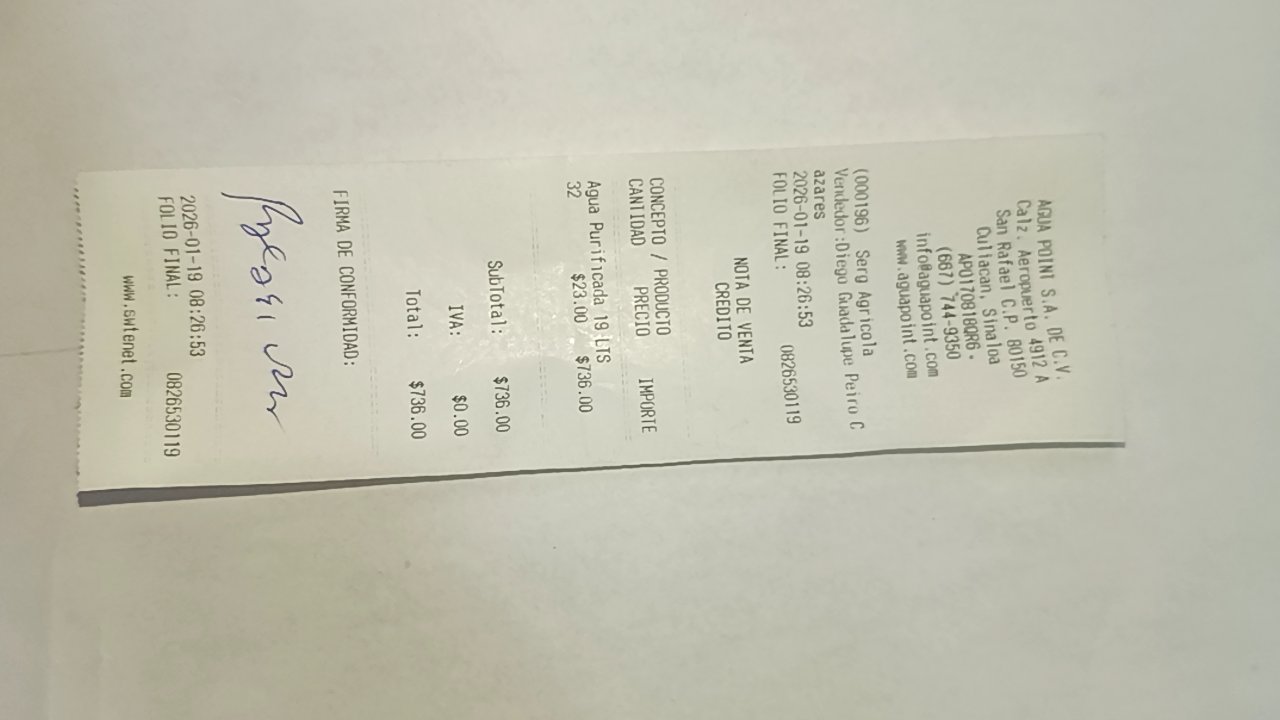 AGUA POINT S.A. DE C.V.
Calz. Aeropuerto 4912 A
San Rafael C.P. 80150
Culiacan, Sinaloa
APO170818QR6.
(667) 744-9350
info@aguapoint.com
www.aguapoint.com
(000196) Serg Agricola
Vendedor:Diego Guadalupe Peiro C
azares
2026-01-19 08:26:53
FOLIO FINAL: 0826530119
NOTA DE VENTA
CREDITO
CONCEPTO / PRODUCTO
CANTIDAD PRECIO IMPORTE
Agua Purificada 19 LTS
32 $23.00 $736.00
SubTotal: $736.00
IVA: $0.00
Total: $736.00
FIRMA DE CONFORMIDAD:
2026-01-19 08:26:53
FOLIO FINAL: 0826530119
www.swtenet.com